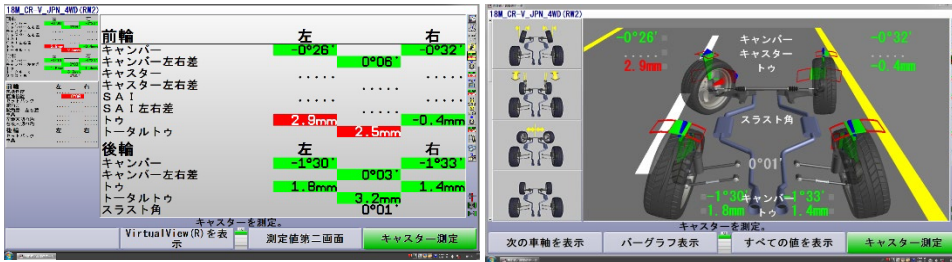 18M_CR-V_JPN_4WD(RW2)
前輪 左 右
キャンバー -0°26' -0°32'
キャンバー左右差 0°06'
キャスター ..... .....
キャスター左右差 .....
SAI ..... .....
SAI左右差 .....
トウ 2.9mm -0.4mm
トータルトゥ 2.5mm
後輪 左 右
キャンバー -1°30' -1°33'
キャンバー左右差 0°03'
トウ 1.8mm 1.4mm
トータルトゥ 3.2mm
スラスト角 0°01'
キャスターを測定。
VirtualView(R)を表示
測定値第二画面
キャスター測定
18M_CR-V_JPN_4WD(RW2)
-0°26' キャンバー -0°32'
..... キャスター .....
2.9mm トゥ -0.4mm
スラスト角
0°01'
-1°30' キャンバー -1°33'
1.8mm トゥ 1.4mm
キャスターを測定。
次の車軸を表示
バーグラフ表示
すべての値を表示
キャスター測定